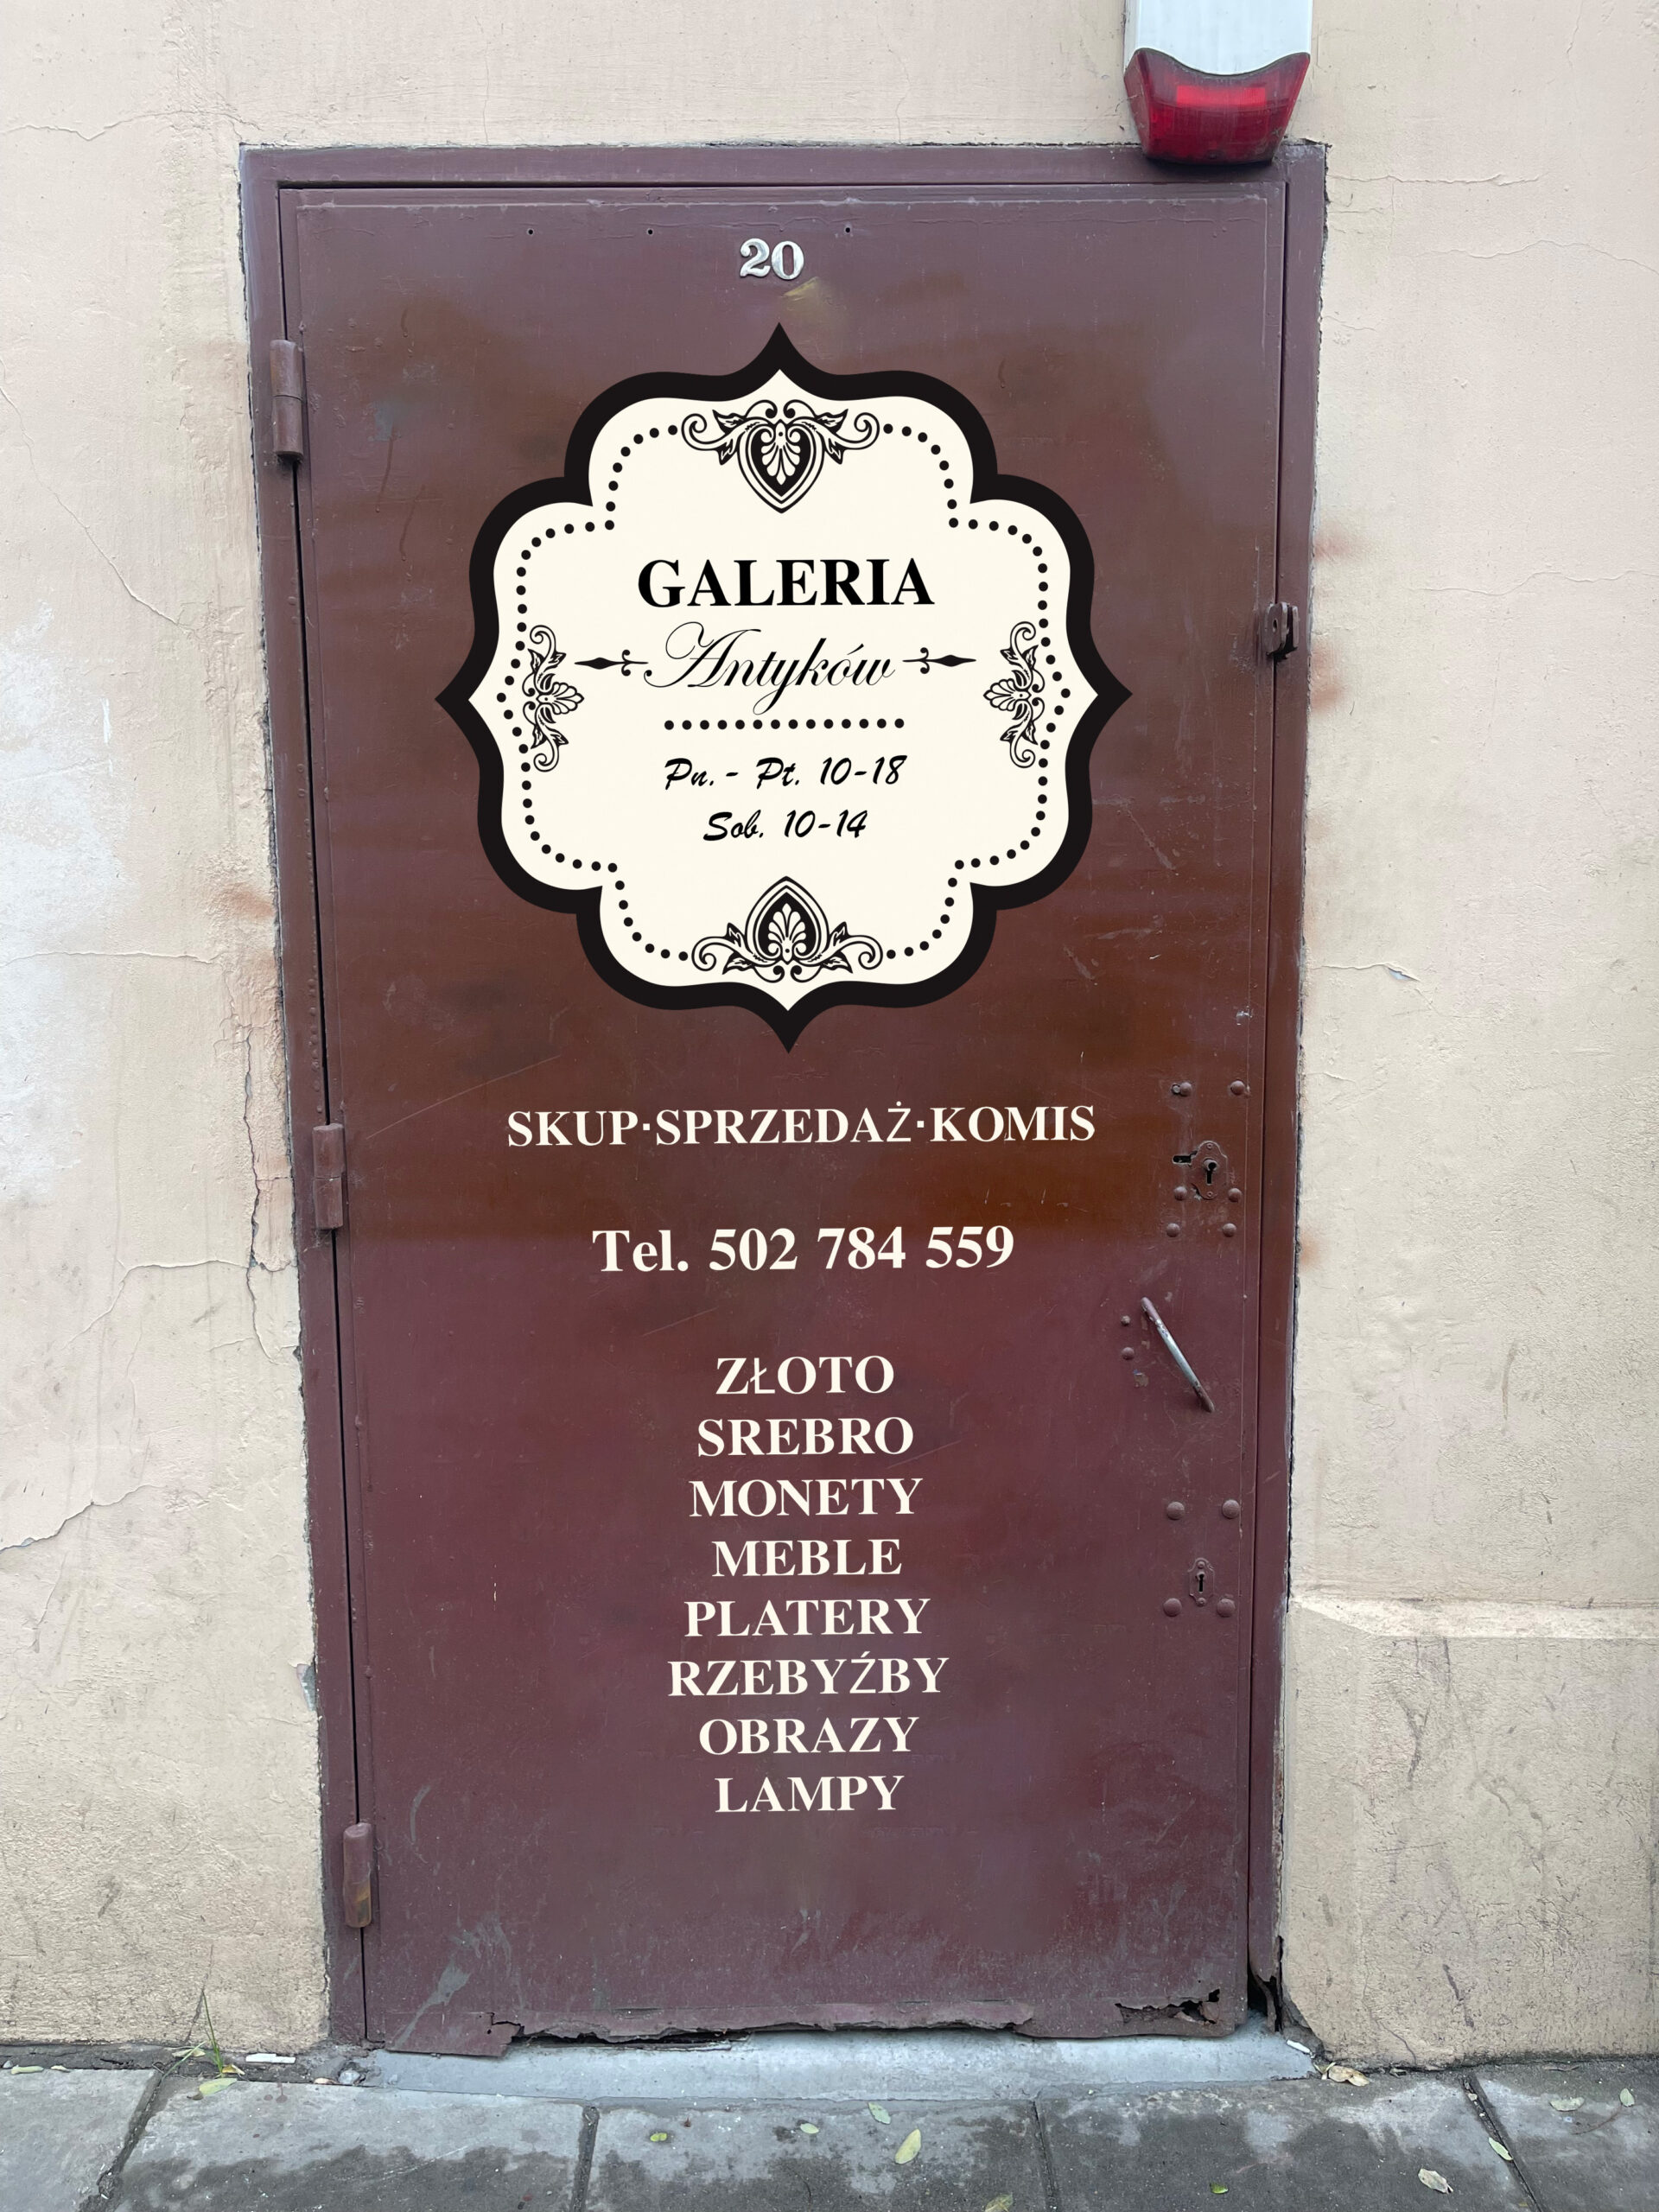 20
GALERIA
Antyków
Pn. - Pt. 10-18
Sob. 10-14
SKUP·SPRZEDAŻ·KOMIS
Tel. 502 784 559
ZŁOTO
SREBRO
MONETY
MEBLE
PLATERY
RZEBYŹBY
OBRAZY
LAMPY